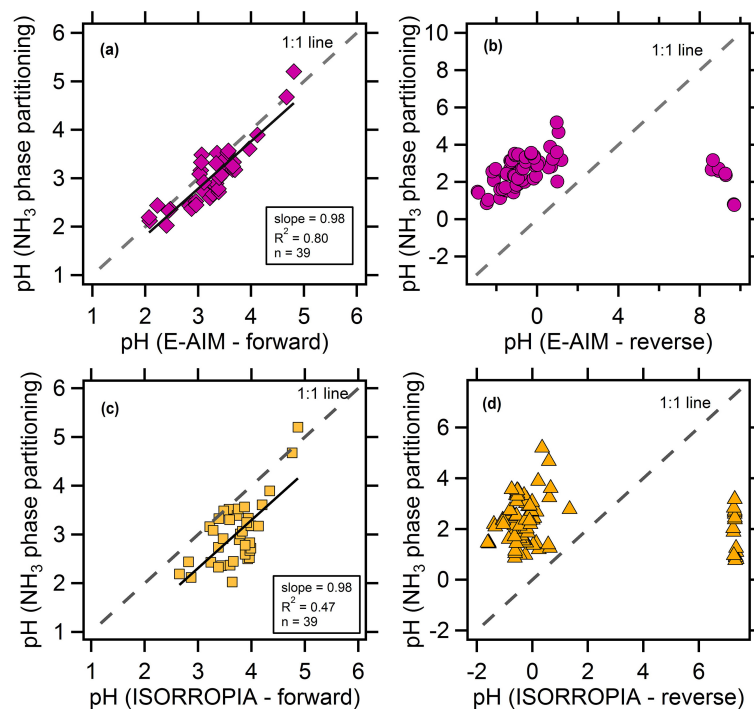 (a)
1:1 line
slope = 0.98
R² = 0.80
n = 39
6
5
4
3
2
1
1 2 3 4 5 6
pH (NH₃ phase partitioning)
pH (E-AIM - forward)
(b)
1:1 line
10
8
6
4
2
0
-2
-4 0 4 8
pH (NH₃ phase partitioning)
pH (E-AIM - reverse)
(c)
1:1 line
slope = 0.98
R² = 0.47
n = 39
6
5
4
3
2
1
1 2 3 4 5 6
pH (NH₃ phase partitioning)
pH (ISORROPIA - forward)
(d)
1:1 line
6
4
2
0
-2
-2 0 2 4 6
pH (NH₃ phase partitioning)
pH (ISORROPIA - reverse)